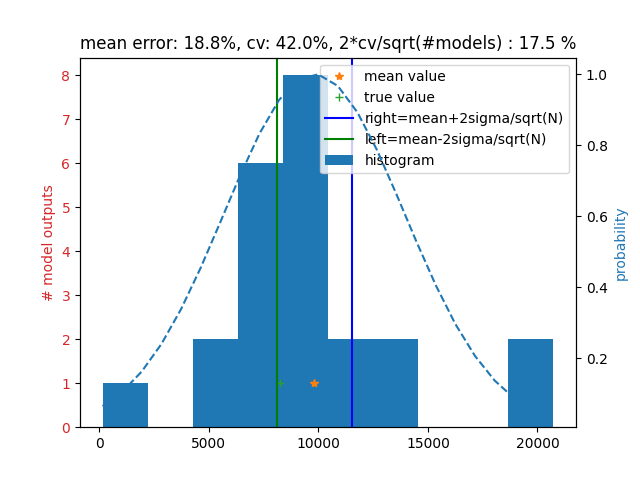 mean error: 18.8%, cv: 42.0%, 2*cv/sqrt(#models) : 17.5 %
mean value
true value
right=mean+2sigma/sqrt(N)
left=mean-2sigma/sqrt(N)
histogram
# model outputs
8
7
6
5
4
3
2
1
0
0
5000
10000
15000
20000
1.0
0.8
0.6
0.4
0.2
probability